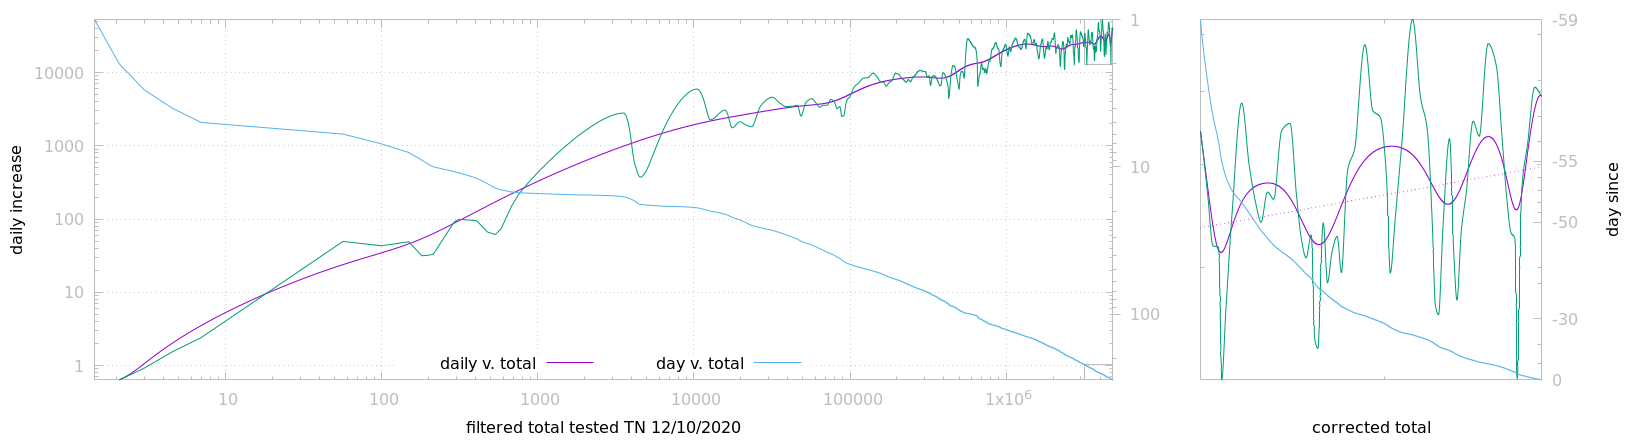 daily increase
10000
1000
100
10
1
daily v. total
day v. total
10
100
1000
10000
100000
1x10⁶
filtered total tested TN 12/10/2020
1
10
100
-59
-55
-50
-30
0
day since
corrected total